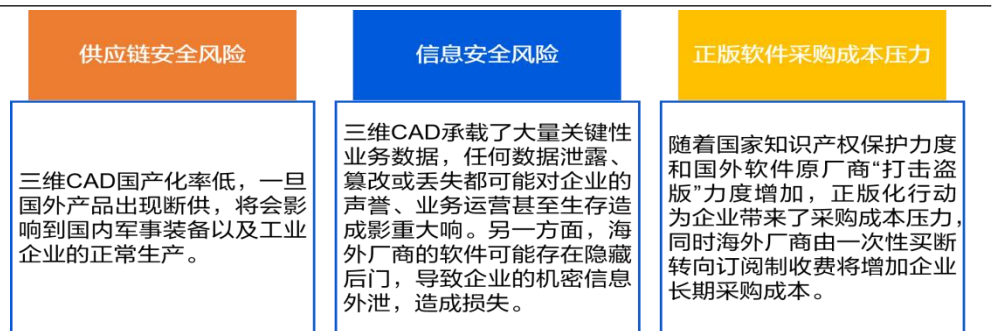 供应链安全风险
信息安全风险
正版软件采购成本压力
三维CAD国产化率低，一旦
国外产品出现断供，将会影
响到国内军事装备以及工业
企业的正常生产。
三维CAD承载了大量关键性
业务数据，任何数据泄露、
篡改或丢失都可能对企业的
声誉、业务运营甚至生存造
成影重大响。另一方面，海
外厂商的软件可能存在隐藏
后门，导致企业的机密信息
外泄，造成损失。
随着国家知识产权保护力度
和国外软件原厂商“打击盗
版”力度增加，正版化行动
为企业带来了采购成本压力，
同时海外厂商由一次性买断
转向订阅制收费将增加企业
长期采购成本。